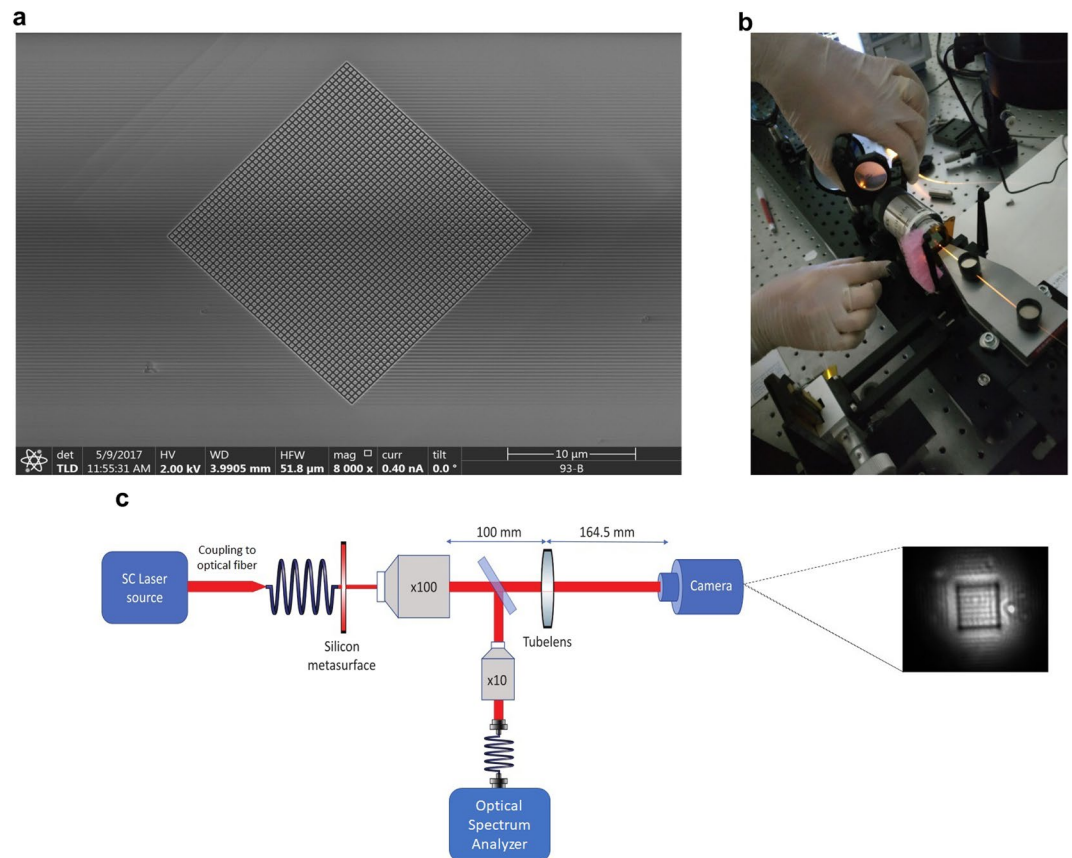 a
b
det 5/9/2017 HV WD HFW mag curr tilt 10 µm
TLD 11:55:31 AM 2.00 kV 3.9905 mm 51.8 µm 8 000 x 0.40 nA 0.0 ° 93-B
c
100 mm 164.5 mm
Coupling to
optical fiber
SC Laser
source
x100
Camera
Silicon
metasurface
Tubelens
x10
Optical
Spectrum
Analyzer